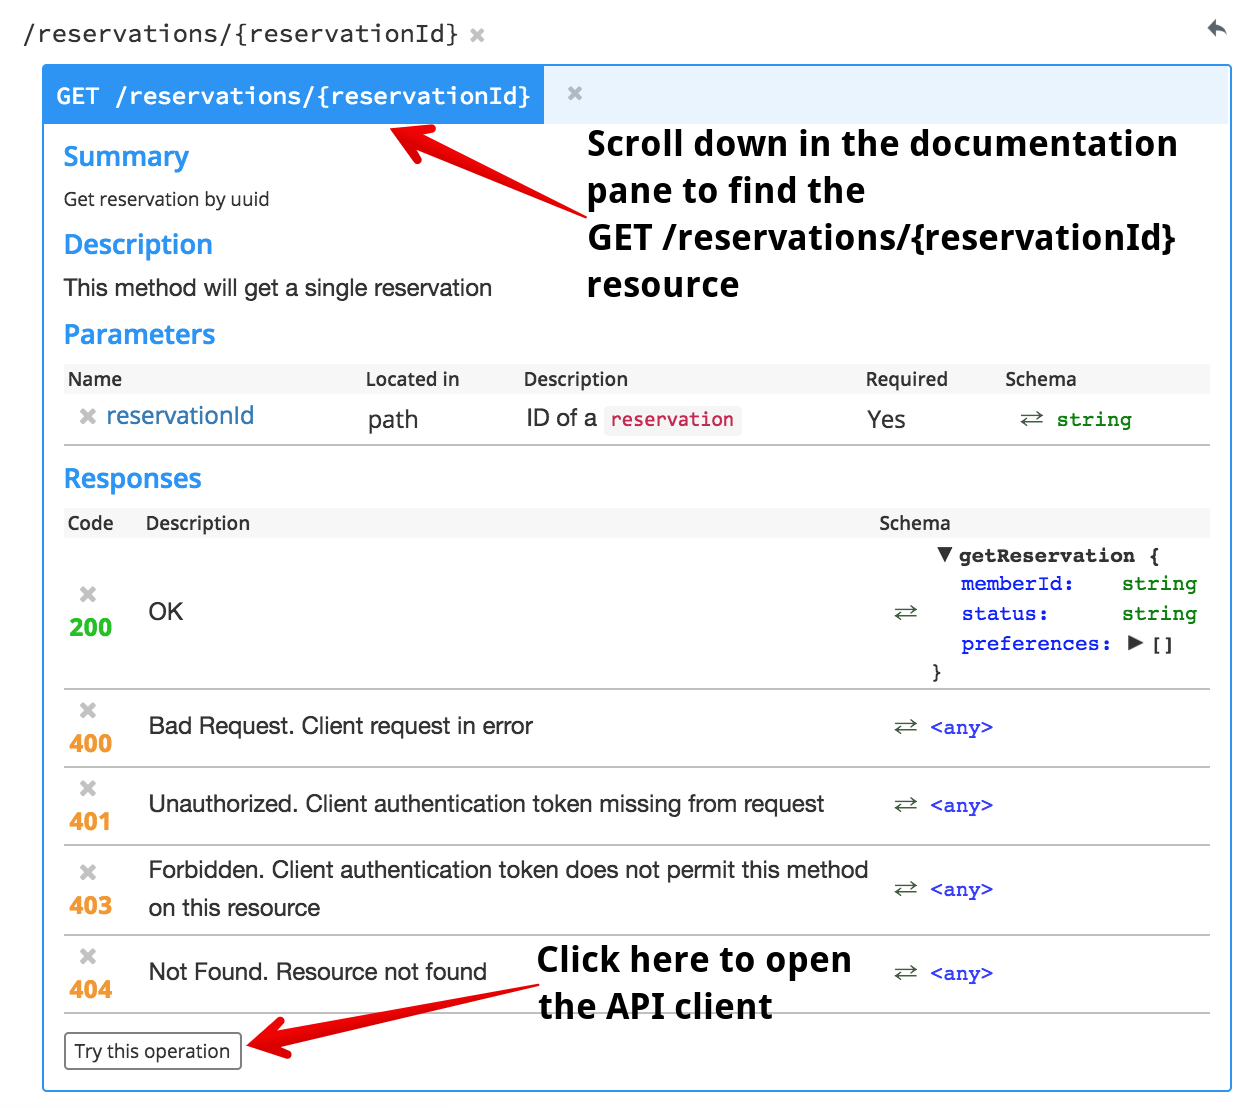 /reservations/{reservationId}
GET /reservations/{reservationId}
Scroll down in the documentation
pane to find the
GET /reservations/{reservationId}
resource
Summary
Get reservation by uuid
Description
This method will get a single reservation
Parameters
Name Located in Description Required Schema
reservationId path ID of a reservation Yes string
Responses
Code Description Schema
200 OK
getReservation {
memberId: string
status: string
preferences: []
}
400 Bad Request. Client request in error <any>
401 Unauthorized. Client authentication token missing from request <any>
403 Forbidden. Client authentication token does not permit this method
on this resource <any>
404 Not Found. Resource not found <any>
Click here to open
the API client
Try this operation